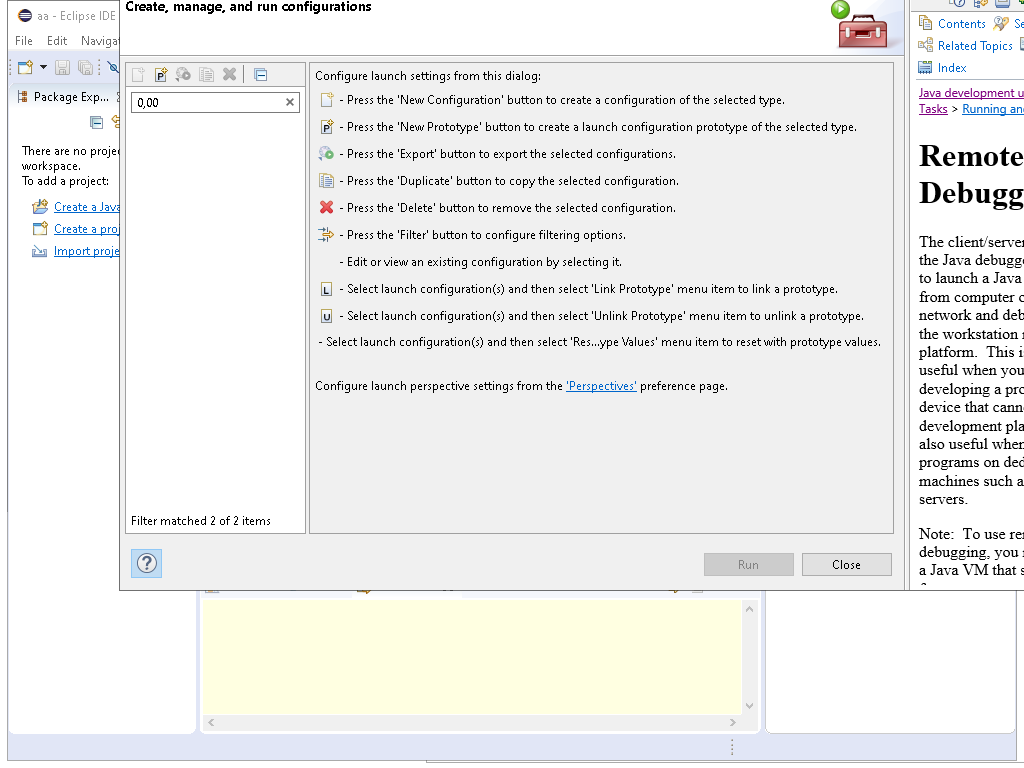 aa - Eclipse IDE
File Edit Navigat
Package Exp...
There are no proje
workspace.
To add a project:
Create a Java
Create a proj
Import proje
Create, manage, and run configurations
0,00
Filter matched 2 of 2 items
Configure launch settings from this dialog:
- Press the 'New Configuration' button to create a configuration of the selected type.
- Press the 'New Prototype' button to create a launch configuration prototype of the selected type.
- Press the 'Export' button to export the selected configurations.
- Press the 'Duplicate' button to copy the selected configuration.
- Press the 'Delete' button to remove the selected configuration.
- Press the 'Filter' button to configure filtering options.
- Edit or view an existing configuration by selecting it.
L - Select launch configuration(s) and then select 'Link Prototype' menu item to link a prototype.
U - Select launch configuration(s) and then select 'Unlink Prototype' menu item to unlink a prototype.
- Select launch configuration(s) and then select 'Res...ype Values' menu item to reset with prototype values.
Configure launch perspective settings from the 'Perspectives' preference page.
Run Close
Contents Se
Related Topics
Index
Java development u
Tasks > Running an
Remote
Debugg
The client/server
the Java debugge
to launch a Java
from computer o
network and deb
the workstation r
platform. This is
useful when you
developing a pro
device that canno
development pla
also useful when
programs on ded
machines such a
servers.
Note: To use rem
debugging, you r
a Java VM that s